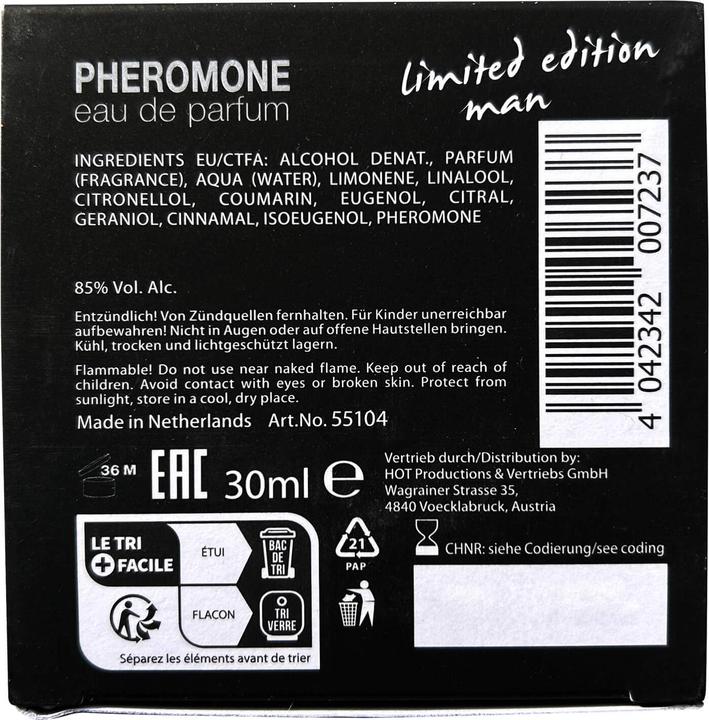 PHEROMONE
eau de parfum
limited edition
man
INGREDIENTS EU/CTFA: ALCOHOL DENAT., PARFUM
(FRAGRANCE), AQUA (WATER), LIMONENE, LINALOOL,
CITRONELLOL, COUMARIN, EUGENOL, CITRAL,
GERANIOL, CINNAMAL, ISOEUGENOL, PHEROMONE
4 042342 007237
85% Vol. Alc.
Entzündlich! Von Zündquellen fernhalten. Für Kinder unerreichbar
aufbewahren! Nicht in Augen oder auf offene Hautstellen bringen.
Kühl, trocken und lichtgeschützt lagern.
Flammable! Do not use near naked flame. Keep out of reach of
children. Avoid contact with eyes or broken skin. Protect from
sunlight, store in a cool, dry place.
Made in Netherlands Art.No. 55104
36 M
EAC
30ml e
Vertrieb durch/Distribution by:
HOT Productions & Vertriebs GmbH
Wagrainer Strasse 35,
4840 Voecklabruck, Austria
LE TRI
+ FACILE
ÉTUI
BAC
DE
TRI
FLACON
TRI
VERRE
Séparez les éléments avant de trier
21
PAP
CHNR: siehe Codierung/see coding